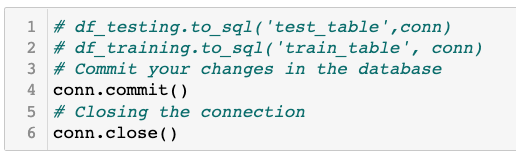 1 # df_testing.to_sql('test_table',conn)
2 # df_training.to_sql('train_table', conn)
3 # Commit your changes in the database
4 conn.commit()
5 # Closing the connection
6 conn.close()